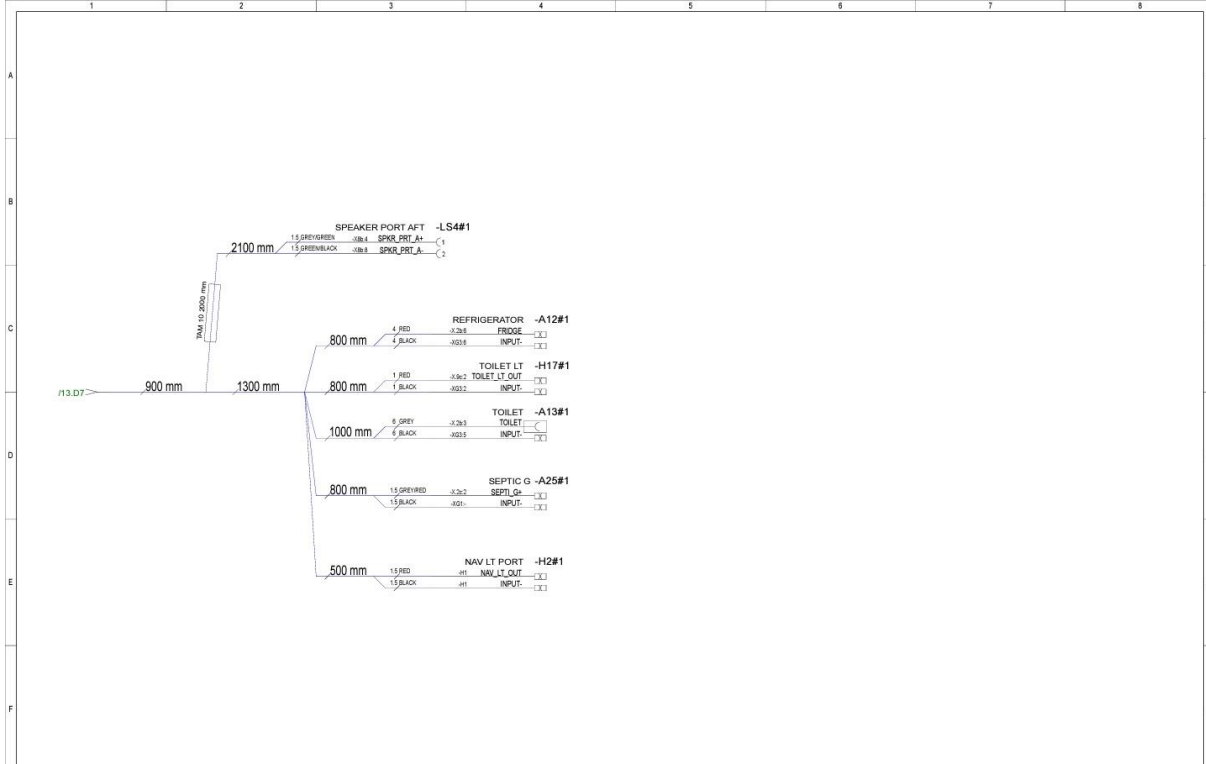 1 2 3 4 5 6 7 8
A
B
SPEAKER PORT AFT -LS4#1
1.5 GREY/GREEN -X8b:4 SPKR_PRT_A+ 1
2100 mm 1.5 GREEN/BLACK -X8b:8 SPKR_PRT_A- 2
TAM 10 2000 mm
C
REFRIGERATOR -A12#1
4 RED -X.2b:6 FRIDGE X
800 mm 4 BLACK -XG3:6 INPUT- X
TOILET LT -H17#1
1 RED -X.9c:2 TOILET_LT_OUT X
/13.D7 900 mm 1300 mm 800 mm 1 BLACK -XG3:2 INPUT- X
TOILET -A13#1
6 GREY -X.2b:3 TOILET
1000 mm 6 BLACK -XG3:5 INPUT- X
D
SEPTIC G -A25#1
800 mm 1.5 GREY/RED SEPTI_G+ X
1.5 BLACK -XG1:- INPUT- X
NAV LT PORT -H2#1
500 mm 1.5 RED -H1 NAV_LT_OUT X
E
1.5 BLACK -H1 INPUT- X
F